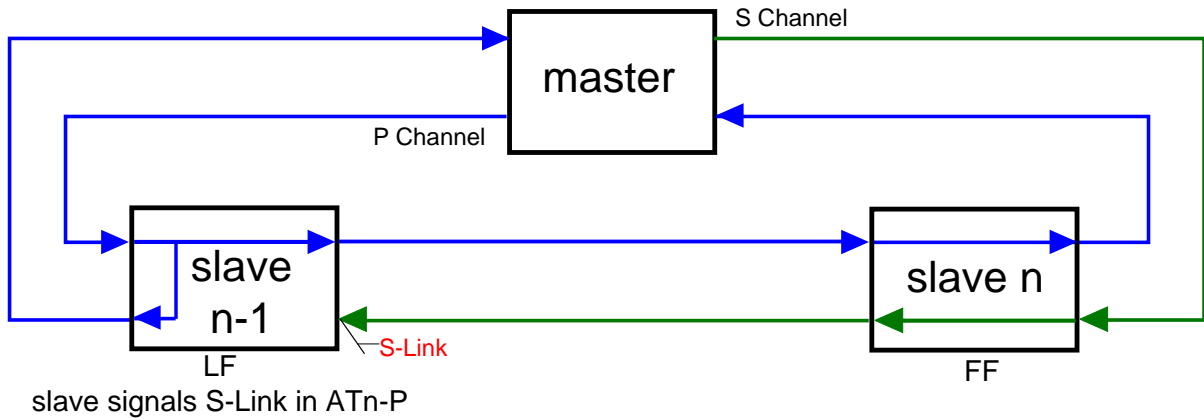 S Channel
master
P Channel
slave
n-1
slave n
S-Link
LF
FF
slave signals S-Link in ATn-P